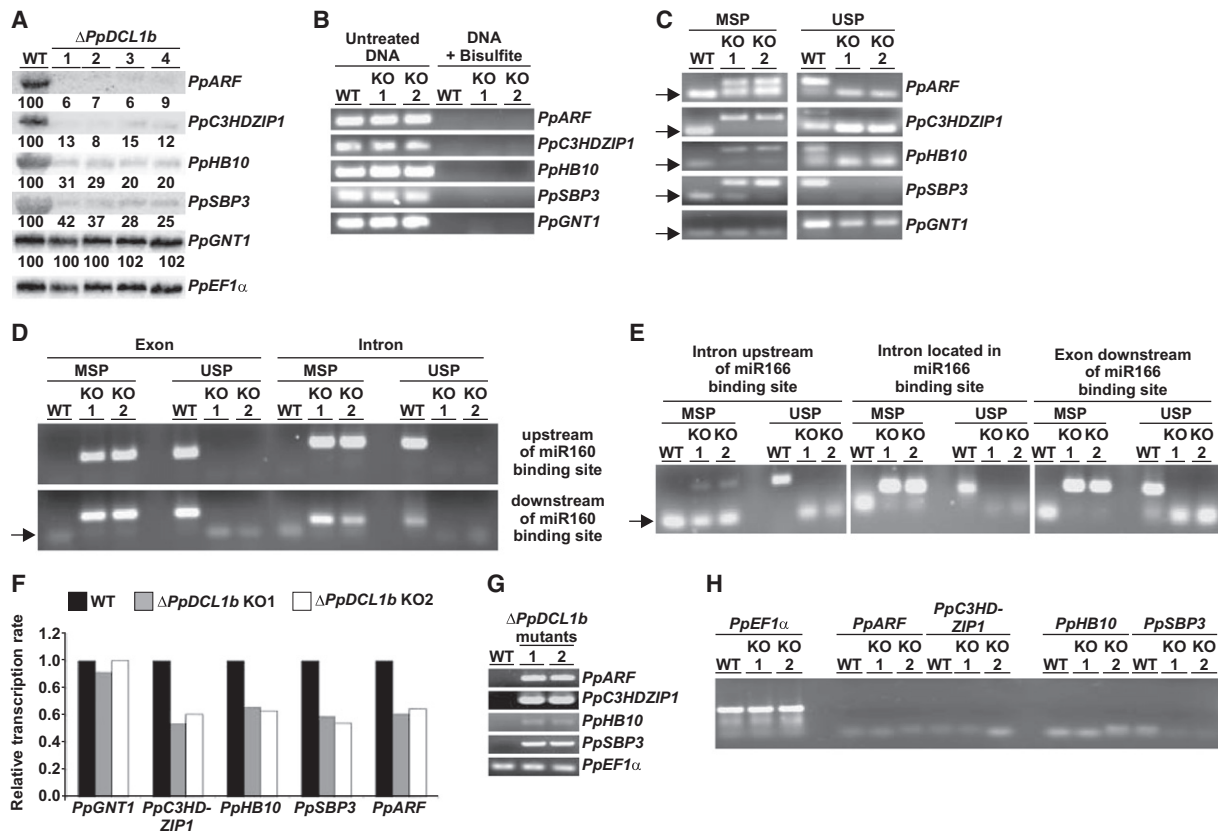 A
ΔPpDCL1b
WT 1 2 3 4
PpARF
100 6 7 6 9
PpC3HDZIP1
100 13 8 15 12
PpHB10
100 31 29 20 20
PpSBP3
100 42 37 28 25
PpGNT1
100 100 100 102 102
PpEF1α
B
Untreated DNA
DNA + Bisulfite
KO KO KO KO
WT 1 2 WT 1 2
PpARF
PpC3HDZIP1
PpHB10
PpSBP3
PpGNT1
C
MSP USP
KO KO KO KO
WT 1 2 WT 1 2
PpARF
PpC3HDZIP1
PpHB10
PpSBP3
PpGNT1
D
Exon Intron
MSP USP MSP USP
KO KO KO KO KO KO KO KO
WT 1 2 WT 1 2 WT 1 2 WT 1 2
upstream
of miR160
binding site
downstream
of miR160
binding site
E
Intron upstream
of miR166
binding site
Intron located in
miR166
binding site
Exon downstream
of miR166
binding site
MSP USP MSP USP MSP USP
KO KO KO KO KO KO KO KO KO KO KO KO
WT 1 2 WT 1 2 WT 1 2 WT 1 2 WT 1 2 WT 1 2
F
WT ΔPpDCL1b KO1 ΔPpDCL1b KO2
Relative transcription rate
1.2
1.0
0.8
0.6
1.4
1.2
0.0
PpGNT1 PpC3HD-ZIP1 PpHB10 PpSBP3 PpARF
G
ΔPpDCL1b
mutants
WT 1 2
PpARF
PpC3HDZIP1
PpHB10
PpSBP3
PpEF1α
H
PpEF1α PpARF PpC3HD-ZIP1 PpHB10 PpSBP3
KO KO KO KO KO KO KO KO KO KO
WT 1 2 WT 1 2 WT 1 2 WT 1 2 WT 1 2